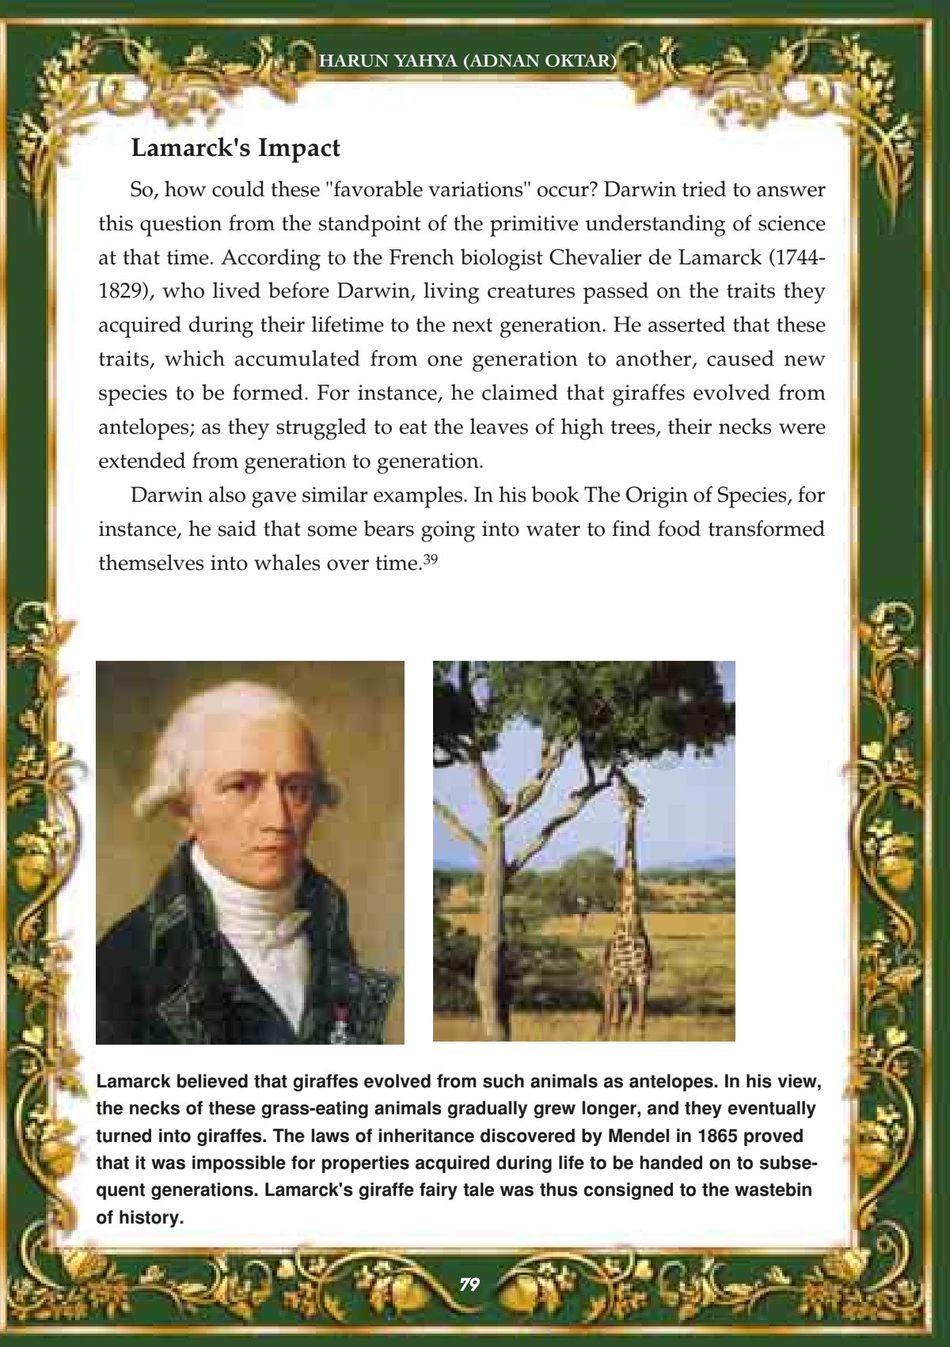 HARUN YAHYA (ADNAN OKTAR)
Lamarck's Impact
So, how could these "favorable variations" occur? Darwin tried to answer
this question from the standpoint of the primitive understanding of science
at that time. According to the French biologist Chevalier de Lamarck (1744-
1829), who lived before Darwin, living creatures passed on the traits they
acquired during their lifetime to the next generation. He asserted that these
traits, which accumulated from one generation to another, caused new
species to be formed. For instance, he claimed that giraffes evolved from
antelopes; as they struggled to eat the leaves of high trees, their necks were
extended from generation to generation.
Darwin also gave similar examples. In his book The Origin of Species, for
instance, he said that some bears going into water to find food transformed
themselves into whales over time.39
Lamarck believed that giraffes evolved from such animals as antelopes. In his view,
the necks of these grass-eating animals gradually grew longer, and they eventually
turned into giraffes. The laws of inheritance discovered by Mendel in 1865 proved
that it was impossible for properties acquired during life to be handed on to subse-
quent generations. Lamarck's giraffe fairy tale was thus consigned to the wastebin
of history.
79